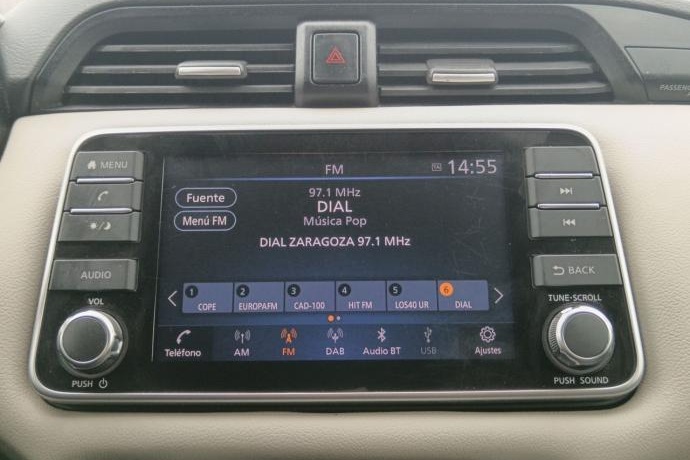 PASSENG
MENU
FM
14:55
Fuente
97.1 MHz
DIAL
Menú FM
Música Pop
DIAL ZARAGOZA 97.1 MHz
AUDIO
BACK
1 2 3 4 5 6
COPE EUROPAFM CAD-100 HIT FM LOS40 UR DIAL
VOL
TUNE·SCROLL
Teléfono AM FM DAB Audio BT USB Ajustes
PUSH
PUSH SOUND